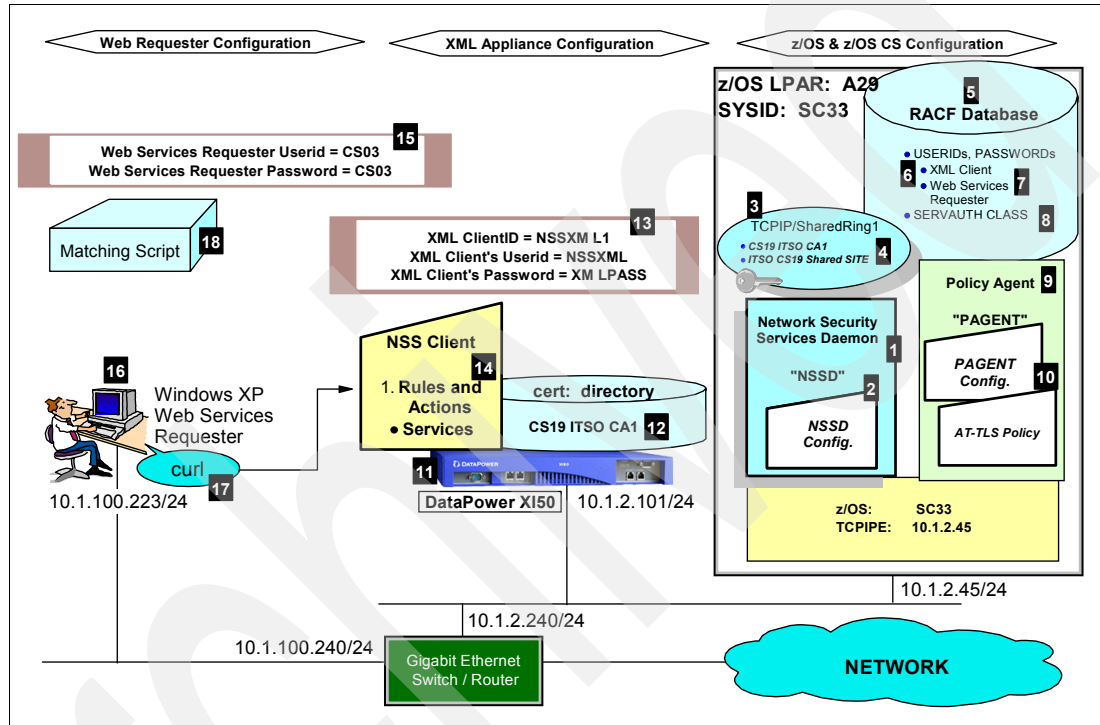 Web Requester Configuration
XML Appliance Configuration
z/OS & z/OS CS Configuration
z/OS LPAR: A29
SYSID: SC33
5
RACF Database
• USERIDs, PASSWORDs
6
• XML Client
• Web Services
Requester
7
• SERVAUTH CLASS
8
15
Web Services Requester Userid = CS03
Web Services Requester Password = CS03
Matching Script
18
13
XML ClientID = NSSXM L1
XML Client's Userid = NSSXML
XML Client's Password = XM LPASS
3
TCPIP/SharedRing1
4
• CS19 ITSO CA1
• ITSO CS19 Shared SITE
Policy Agent
9
"PAGENT"
PAGENT
Config.
10
AT-TLS Policy
Network Security
Services Daemon
1
"NSSD"
2
NSSD
Config.
z/OS: SC33
TCPIPE: 10.1.2.45
NSS Client
14
1. Rules and
Actions
• Services
cert: directory
CS19 ITSO CA1
12
11
DATAPOWER
XI50
DataPower XI50
10.1.2.101/24
16
Windows XP
Web Services
Requester
curl
17
10.1.100.223/24
10.1.2.45/24
10.1.2.240/24
10.1.100.240/24
Gigabit Ethernet
Switch / Router
NETWORK